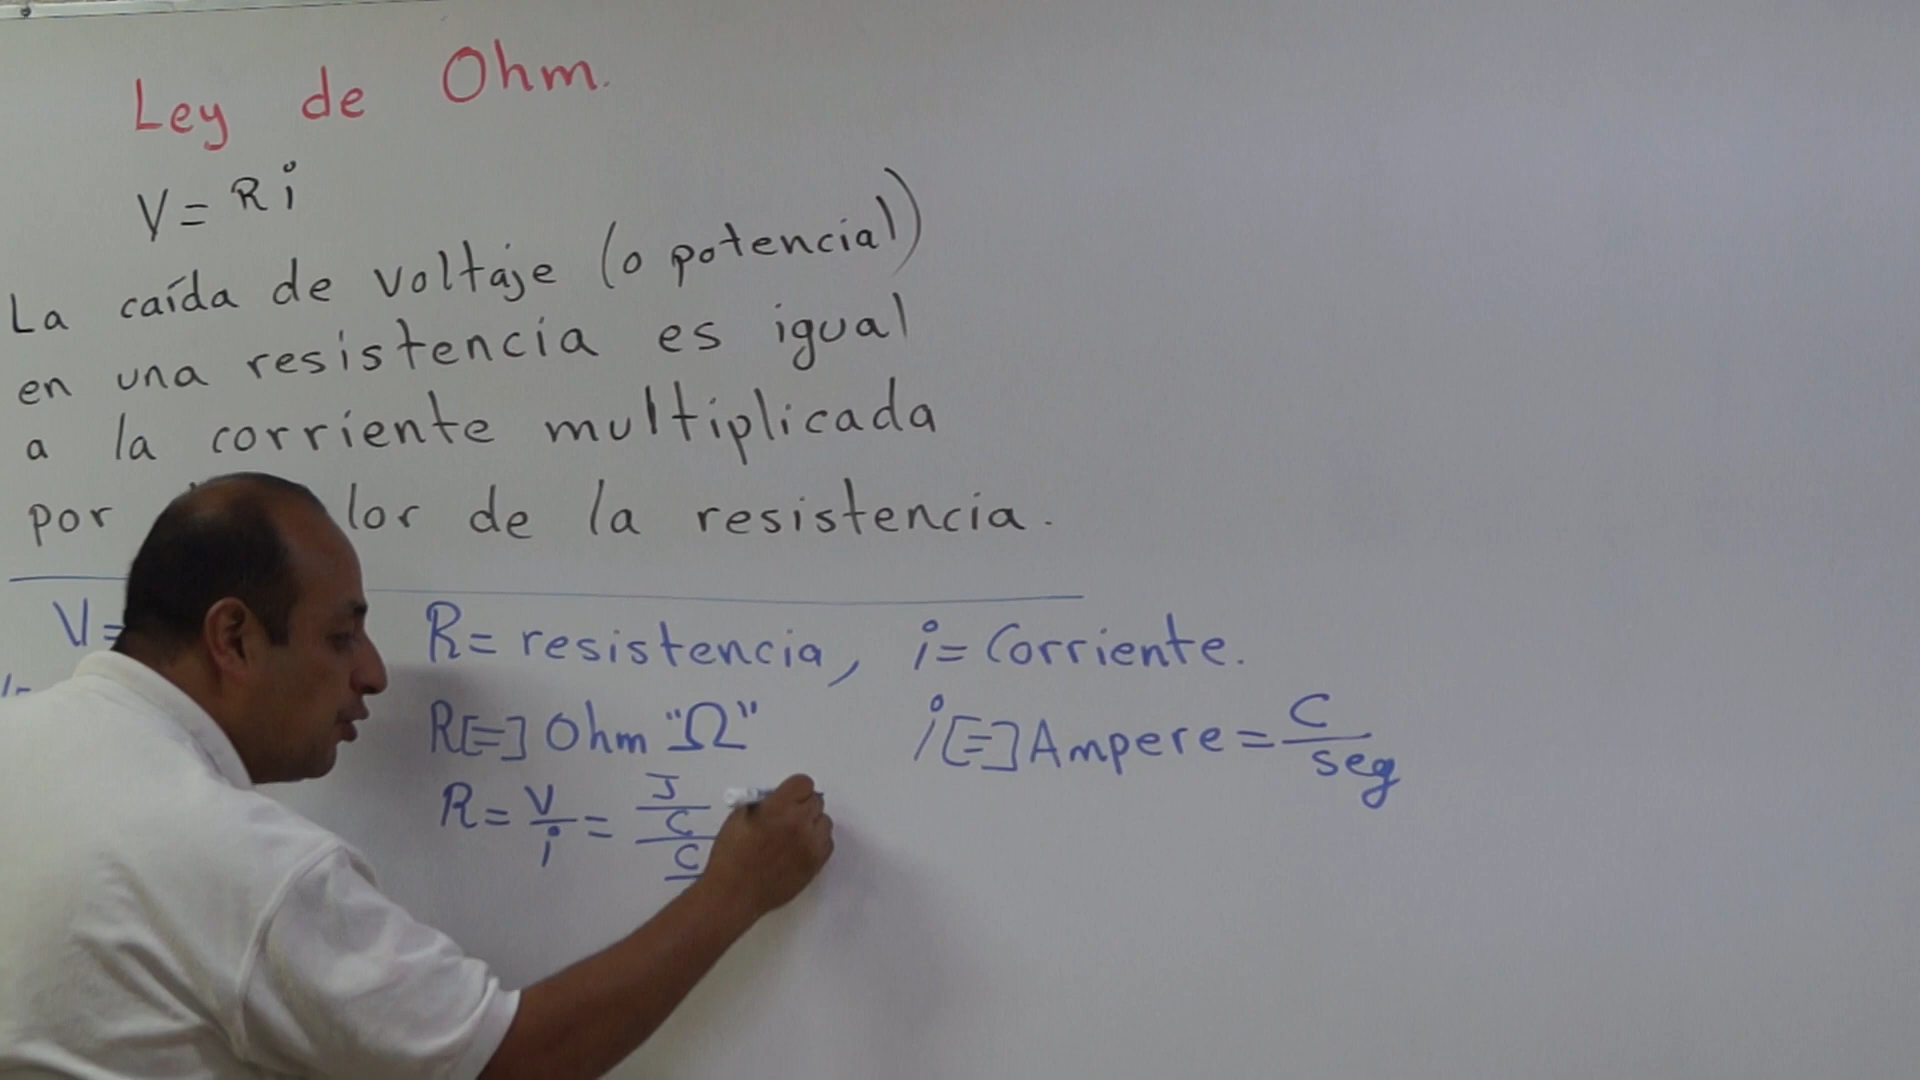 Ley de Ohm.
V = R i
La caída de voltaje (o potencial)
en una resistencia es igual
a la corriente multiplicada
por lor de la resistencia.
V= R = resistencia, i = Corriente.
R[=] Ohm "Ω" i[=] Ampere = C/seg
R = V/i = J/C / C